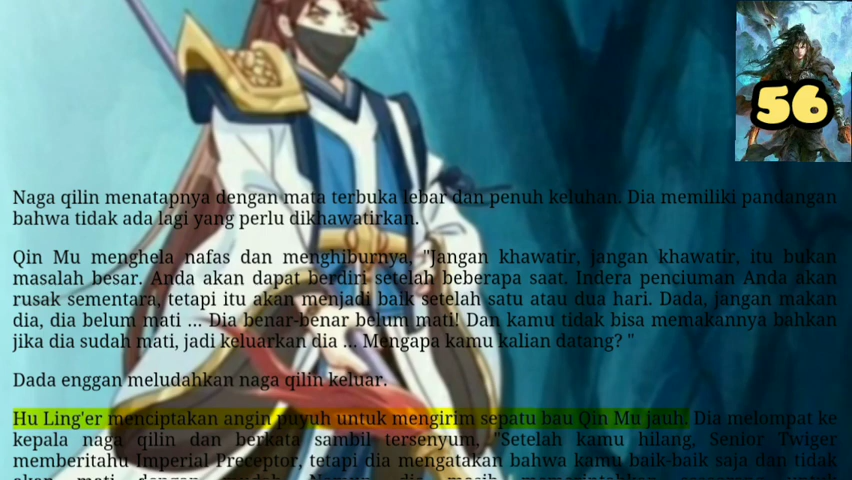 56
Naga qilin menatapnya dengan mata terbuka lebar dan penuh keluhan. Dia memiliki pandangan
bahwa tidak ada lagi yang perlu dikhawatirkan.
Qin Mu menghela nafas dan menghiburnya, "Jangan khawatir, jangan khawatir, itu bukan
masalah besar. Anda akan dapat berdiri setelah beberapa saat. Indera penciuman Anda akan
rusak sementara, tetapi itu akan menjadi baik setelah satu atau dua hari. Dada, jangan makan
dia, dia belum mati ... Dia benar-benar belum mati! Dan kamu tidak bisa memakannya bahkan
jika dia sudah mati, jadi keluarkan dia ... Mengapa kamu kalian datang? "
Dada enggan meludahkan naga qilin keluar.
Hu Ling'er menciptakan angin puyuh untuk mengirim sepatu bau Qin Mu jauh. Dia melompat ke
kepala naga qilin dan berkata sambil tersenyum, "Setelah kamu hilang, Senior Twiger
memberitahu Imperial Preceptor, tetapi dia mengatakan bahwa kamu baik-baik saja dan tidak
akan mati dengan mudah. Namun, dia masih